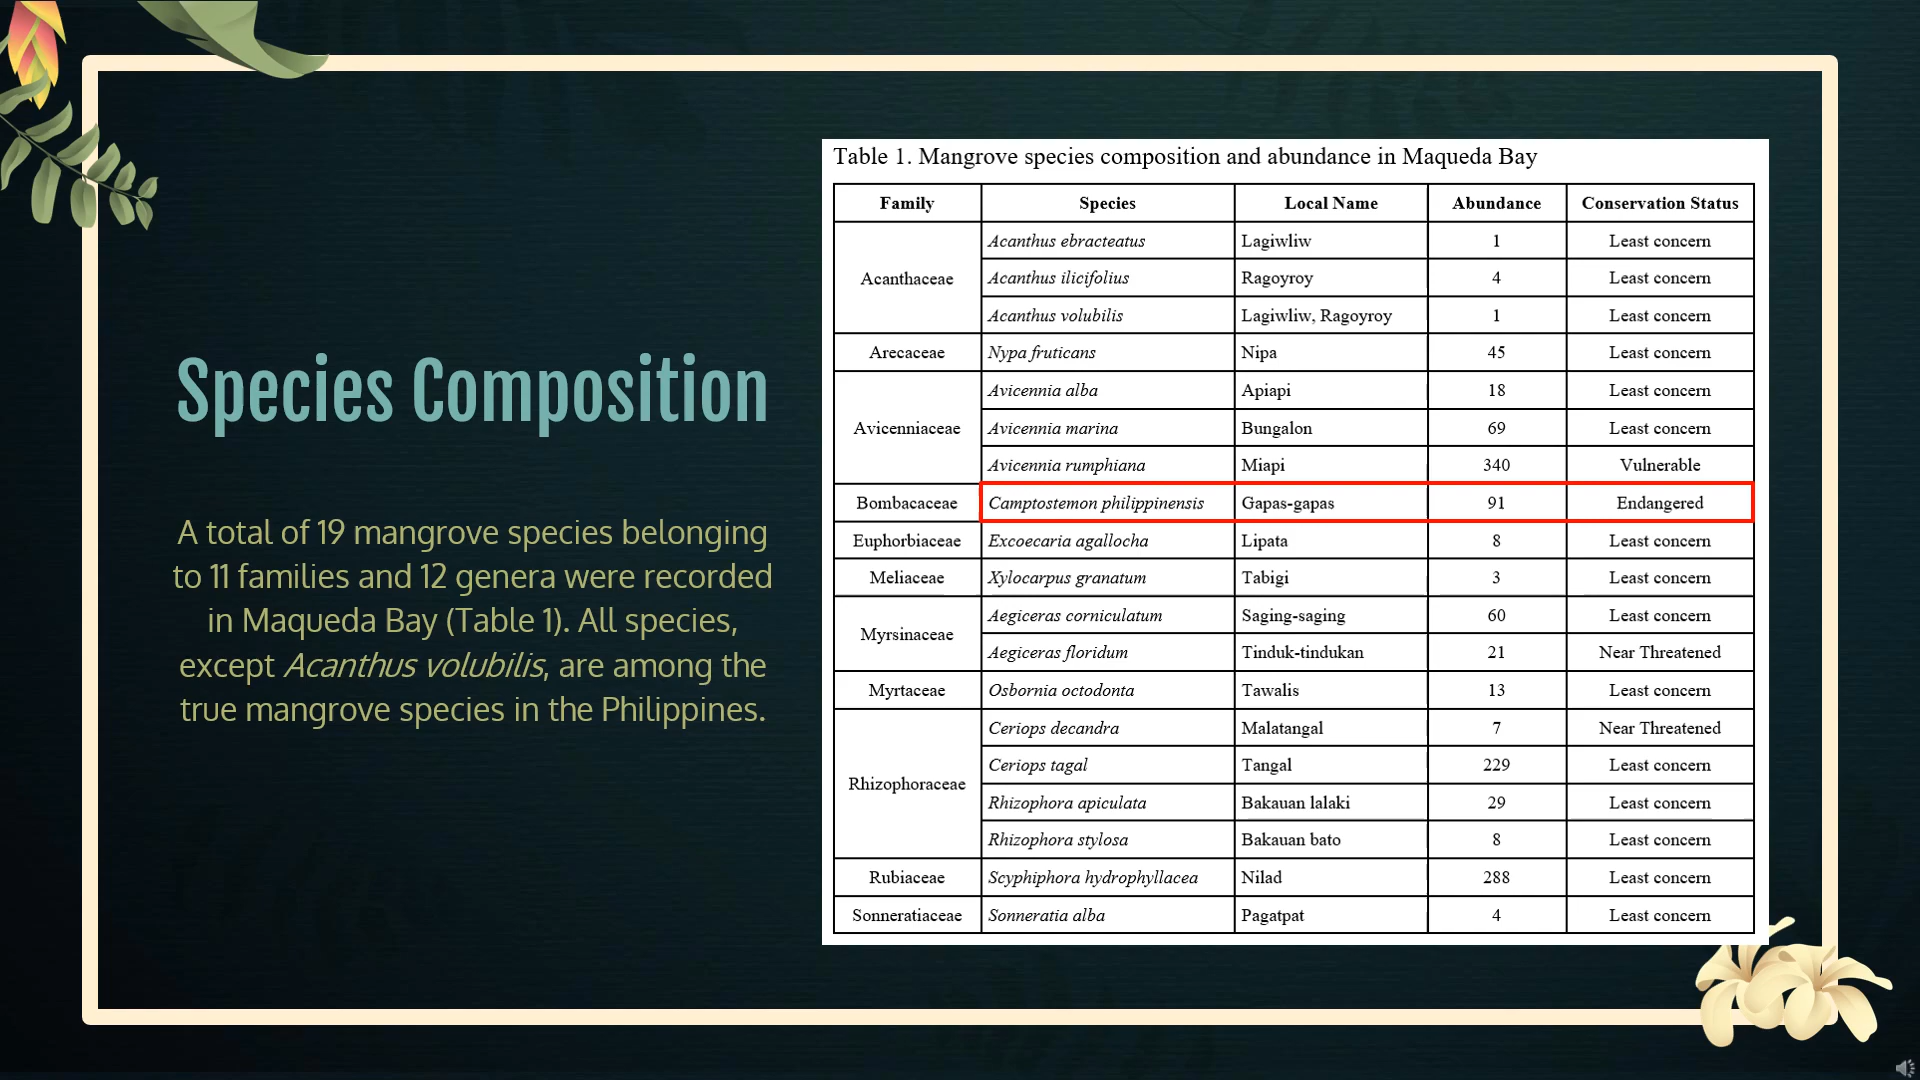 Species Composition
A total of 19 mangrove species belonging
to 11 families and 12 genera were recorded
in Maqueda Bay (Table 1). All species,
except Acanthus volubilis, are among the
true mangrove species in the Philippines.
Table 1. Mangrove species composition and abundance in Maqueda Bay
Family Species Local Name Abundance Conservation Status
Acanthaceae Acanthus ebracteatus Lagiwliw 1 Least concern
Acanthus ilicifolius Ragoyroy 4 Least concern
Acanthus volubilis Lagiwliw, Ragoyroy 1 Least concern
Arecaceae Nypa fruticans Nipa 45 Least concern
Avicenniaceae Avicennia alba Apiapi 18 Least concern
Avicennia marina Bungalon 69 Least concern
Avicennia rumphiana Miapi 340 Vulnerable
Bombacaceae Camptostemon philippinensis Gapas-gapas 91 Endangered
Euphorbiaceae Excoecaria agallocha Lipata 8 Least concern
Meliaceae Xylocarpus granatum Tabigi 3 Least concern
Myrsinaceae Aegiceras corniculatum Saging-saging 60 Least concern
Aegiceras floridum Tinduk-tindukan 21 Near Threatened
Myrtaceae Osbornia octodonta Tawalis 13 Least concern
Rhizophoraceae Ceriops decandra Malatangal 7 Near Threatened
Ceriops tagal Tangal 229 Least concern
Rhizophora apiculata Bakauan lalaki 29 Least concern
Rhizophora stylosa Bakauan bato 8 Least concern
Rubiaceae Scyphiphora hydrophyllacea Nilad 288 Least concern
Sonneratiaceae Sonneratia alba Pagatpat 4 Least concern